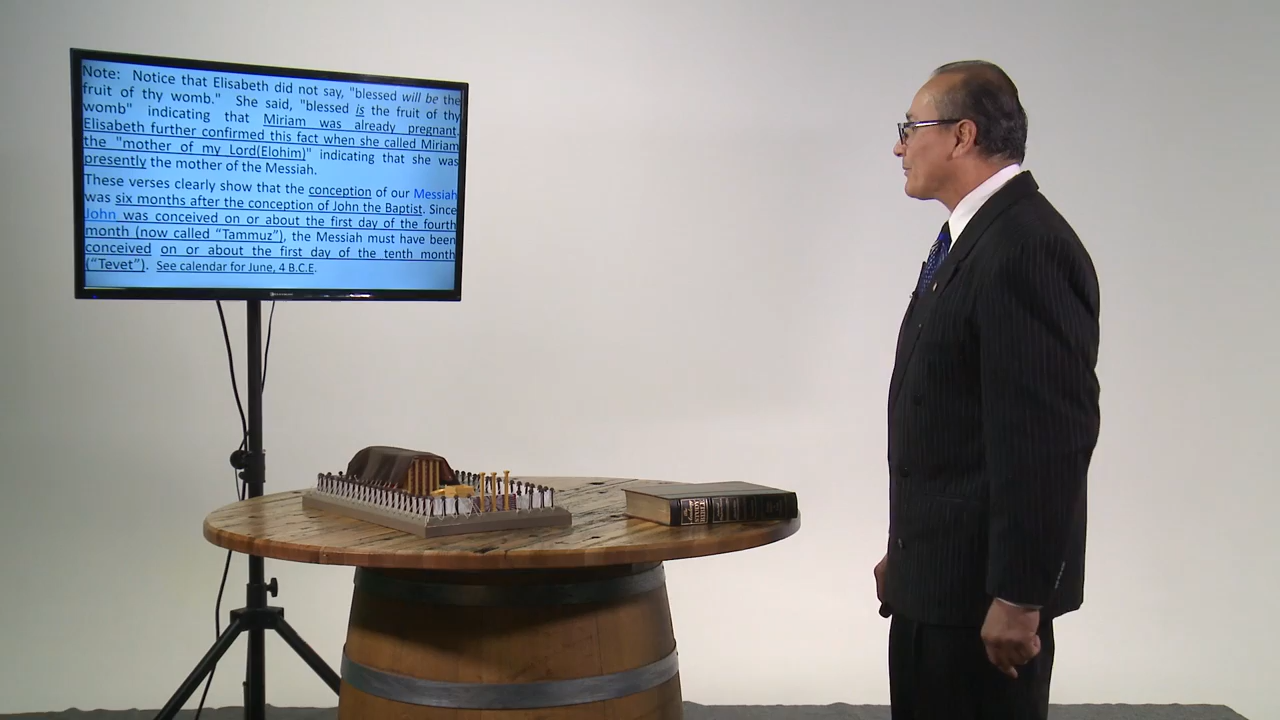 Note: Notice that Elisabeth did not say, "blessed will be the
fruit of thy womb." She said, "blessed is the fruit of thy
womb" indicating that Miriam was already pregnant.
Elisabeth further confirmed this fact when she called Miriam
the "mother of my Lord(Elohim)" indicating that she was
presently the mother of the Messiah.
These verses clearly show that the conception of our Messiah
was six months after the conception of John the Baptist. Since
John was conceived on or about the first day of the fourth
month (now called “Tammuz”), the Messiah must have been
conceived on or about the first day of the tenth month
(“Tevet”). See calendar for June, 4 B.C.E.